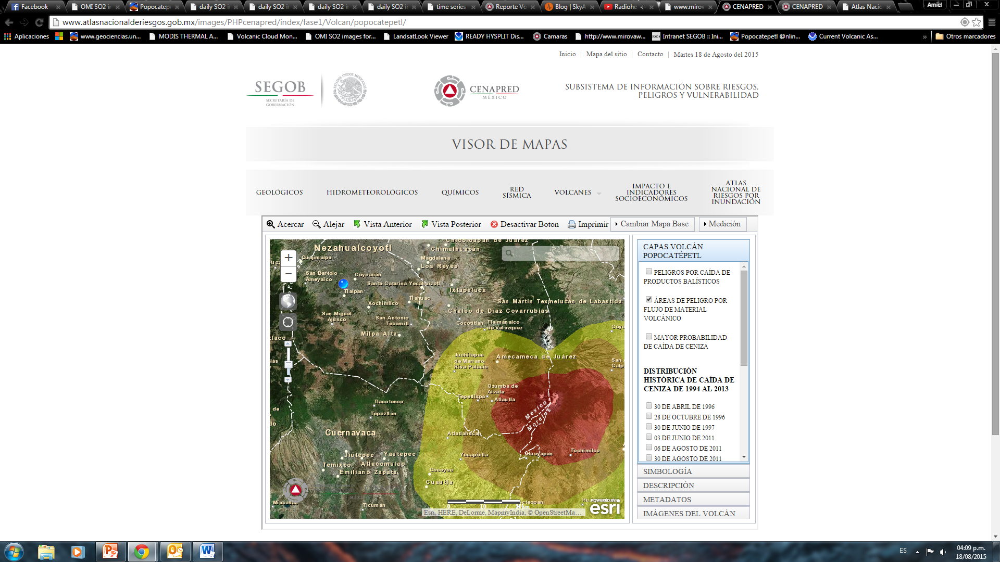 Facebook
OMI SO2 i
Popocatep
daily SO2 i
daily SO2 i
daily SO2 i
daily SO2 i
time series
Reporte Vo
Blog | SkyA
Radiohe
www.mirov
CENAPRED
CENAPRED
Atlas Nacio
Amiel
www.atlasnacionalderiesgos.gob.mx/images/PHPcenapred/index/fase1/Volcan/popocatepetl/
Aplicaciones
www.geociencias.un...
MODIS THERMAL A...
Volcanic Cloud Mon...
OMI SO2 images for...
LandsatLook Viewer
READY HYSPLIT Dis...
Camaras
http://www.mirovaw...
Intranet SEGOB :: Ini...
Popocatepetl @nlin...
Current Volcanic As...
»
Otros marcadores
Inicio | Mapa del sitio | Contacto | Martes 18 de Agosto del 2015
SEGOB
SECRETARÍA DE
GOBERNACIÓN
ESTADOS UNIDOS MEXICANOS
CENAPRED
MÉXICO
SUBSISTEMA DE INFORMACIÓN SOBRE RIESGOS,
PELIGROS Y VULNERABILIDAD
VISOR DE MAPAS
GEOLÓGICOS
HIDROMETEOROLÓGICOS
QUÍMICOS
RED
SÍSMICA
VOLCANES
IMPACTO E
INDICADORES
SOCIOECONÓMICOS
ATLAS
NACIONAL DE
RIESGOS POR
INUNDACIÓN
Acercar
Alejar
Vista Anterior
Vista Posterior
Desactivar Boton
Imprimir
Cambiar Mapa Base
Medición
Chicoloapan de Juárez
Nezahualcoyotl
Chimalhuacán
Cuajimalpa
Magdalena
Los Reyes
San Bartolo
Ameyalco
Coyoacán
Santa Catarina Yecahuizotl
Tlalpan
Ixtapaluca
Tlahuac
Xochimilco
San Martin Texmelucan de Labastida
San Miguel
Ajusco
San Antonio
Tecomitl
Chalco de Diaz Covarrubias
Cocotitlán
Tlalmanalco
de Velázquez
Milpa Alta
Coyo
tlaco
Juchitepec
de Mariano
Riva Palacio
Amecameca de Juárez
San
Calp
Ozumba de
Alzate
Tepetlixpa
Atlautla
Tlacotenco
Tepoztlán
México
Morelos
Cuernavaca
Atlatlahucan
Tochimilco
Hueyapan
Yecapixtla
Jiutepec
Yautepec
Temixco
Atlacomulco
Emiliano Zapata
Cocoyoc
Cuautla
Miacatlán
Ticumán
0 10 20km
Esri, HERE, DeLorme, MapmyIndia, © OpenStreetMa...
POWERED BY
esri
CAPAS VOLCÁN
POPOCATÉPETL
PELIGROS POR CAÍDA DE
PRODUCTOS BALÍSTICOS
ÁREAS DE PELIGRO POR
FLUJO DE MATERIAL
VOLCÁNICO
MAYOR PROBABILIDAD
DE CAÍDA DE CENIZA
DISTRIBUCIÓN
HISTÓRICA DE CAÍDA DE
CENIZA DE 1994 AL 2013
30 DE ABRIL DE 1996
28 DE OCTUBRE DE 1996
30 DE JUNIO DE 1997
03 DE JUNIO DE 2011
06 DE AGOSTO DE 2011
30 DE AGOSTO DE 2011
SIMBOLOGÍA
DESCRIPCIÓN
METADATOS
IMÁGENES DEL VOLCÁN
ES
04:09 p.m.
18/08/2015